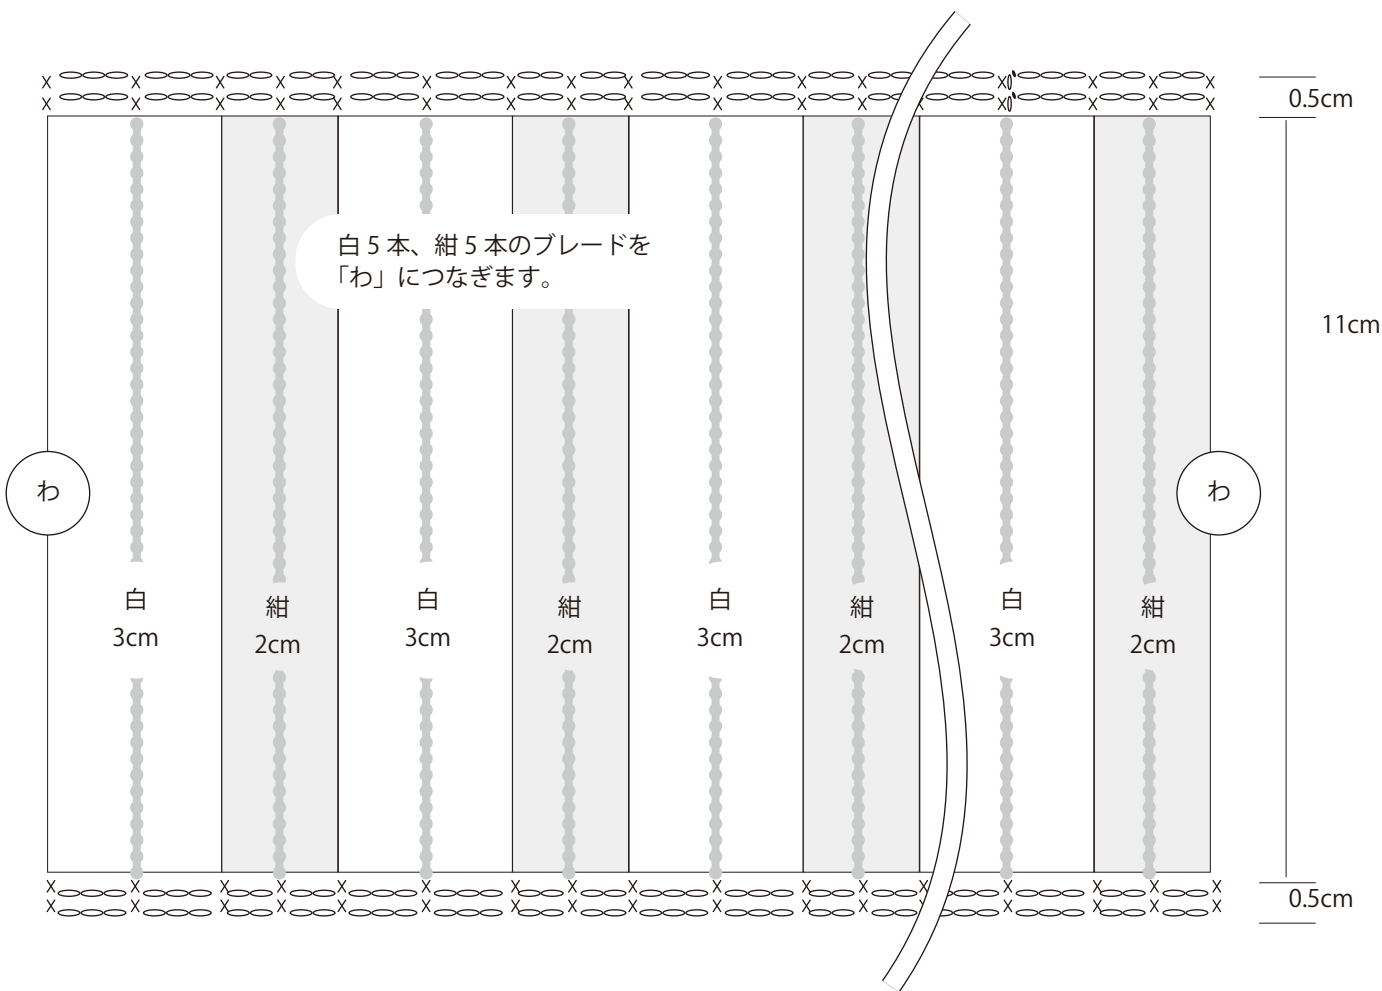 0.5cm
白 5 本、紺 5 本のブレードを
「わ」につなぎます。
11cm
わ
わ
白
3cm
紺
2cm
白
3cm
紺
2cm
白
3cm
紺
2cm
白
3cm
紺
2cm
0.5cm